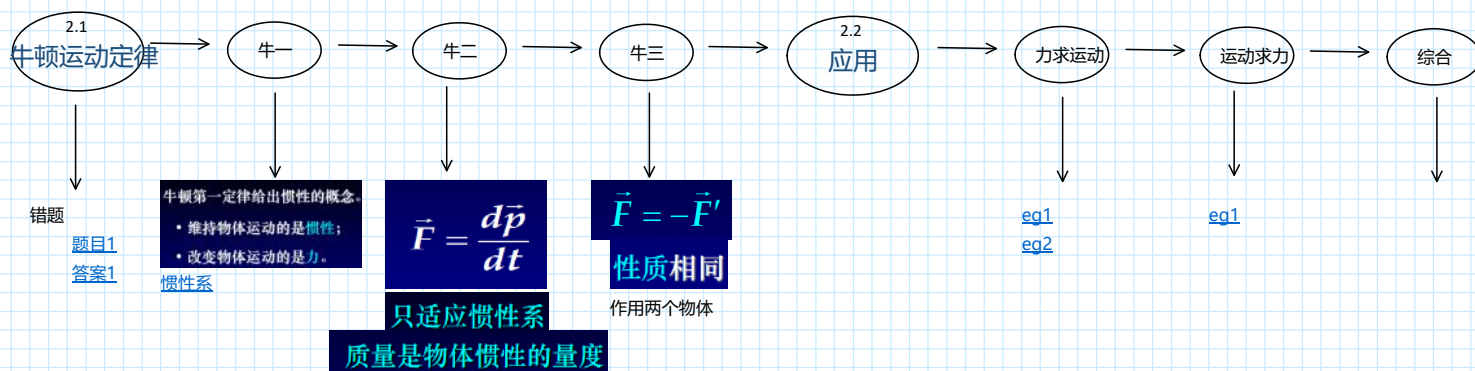 2.1
牛顿运动定律
牛一
牛二
牛三
2.2
应用
力求运动
运动求力
综合
错题
题目1
答案1
牛顿第一定律给出惯性的概念。
• 维持物体运动的是惯性；
• 改变物体运动的是力。
惯性系
F⃗ = dp⃗/dt
只适应惯性系
质量是物体惯性的量度
F⃗ = −F⃗′
性质相同
作用两个物体
eg1
eg2
eg1